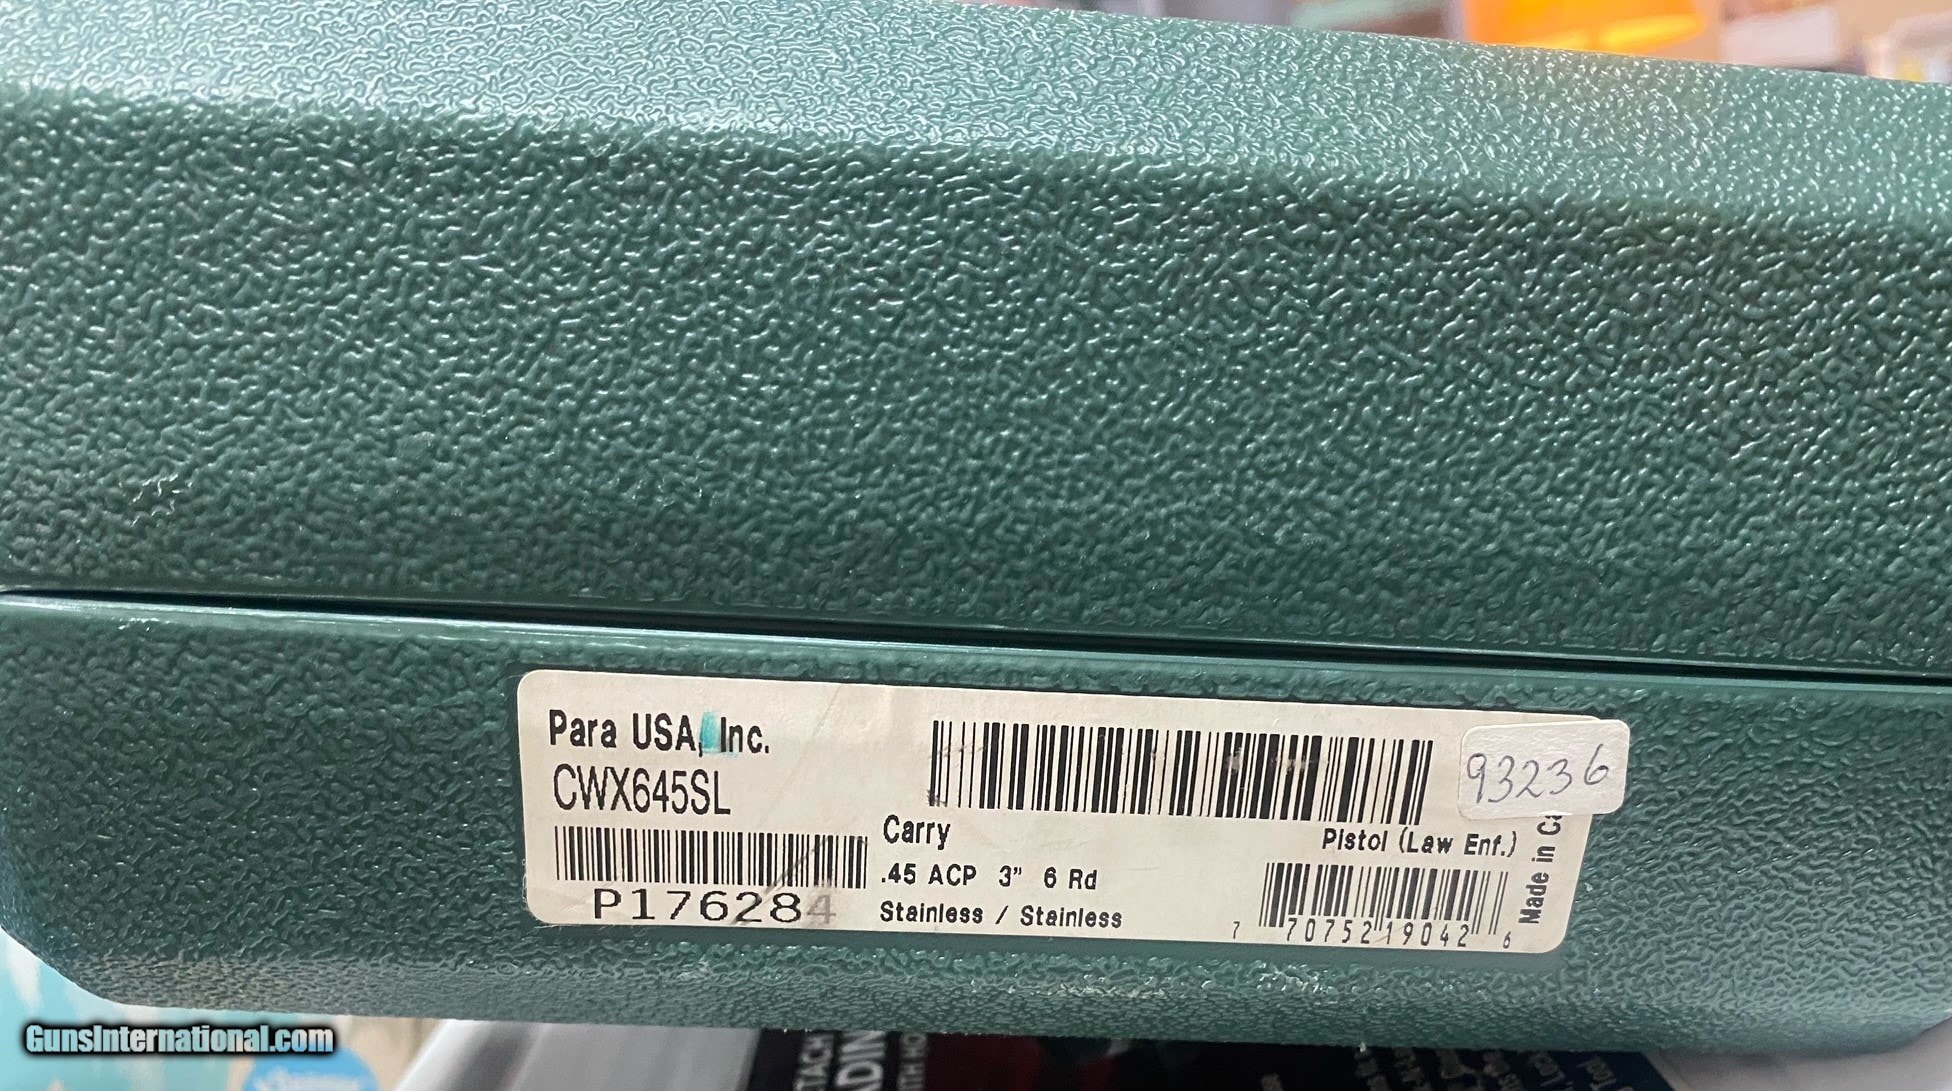 Para USA, Inc.
CWX645SL
P176284
Carry
.45 ACP 3" 6 Rd
Stainless / Stainless
93236
Pistol (Law Enf.)
7 70752 19042 6
Made in
GunsInternational.com